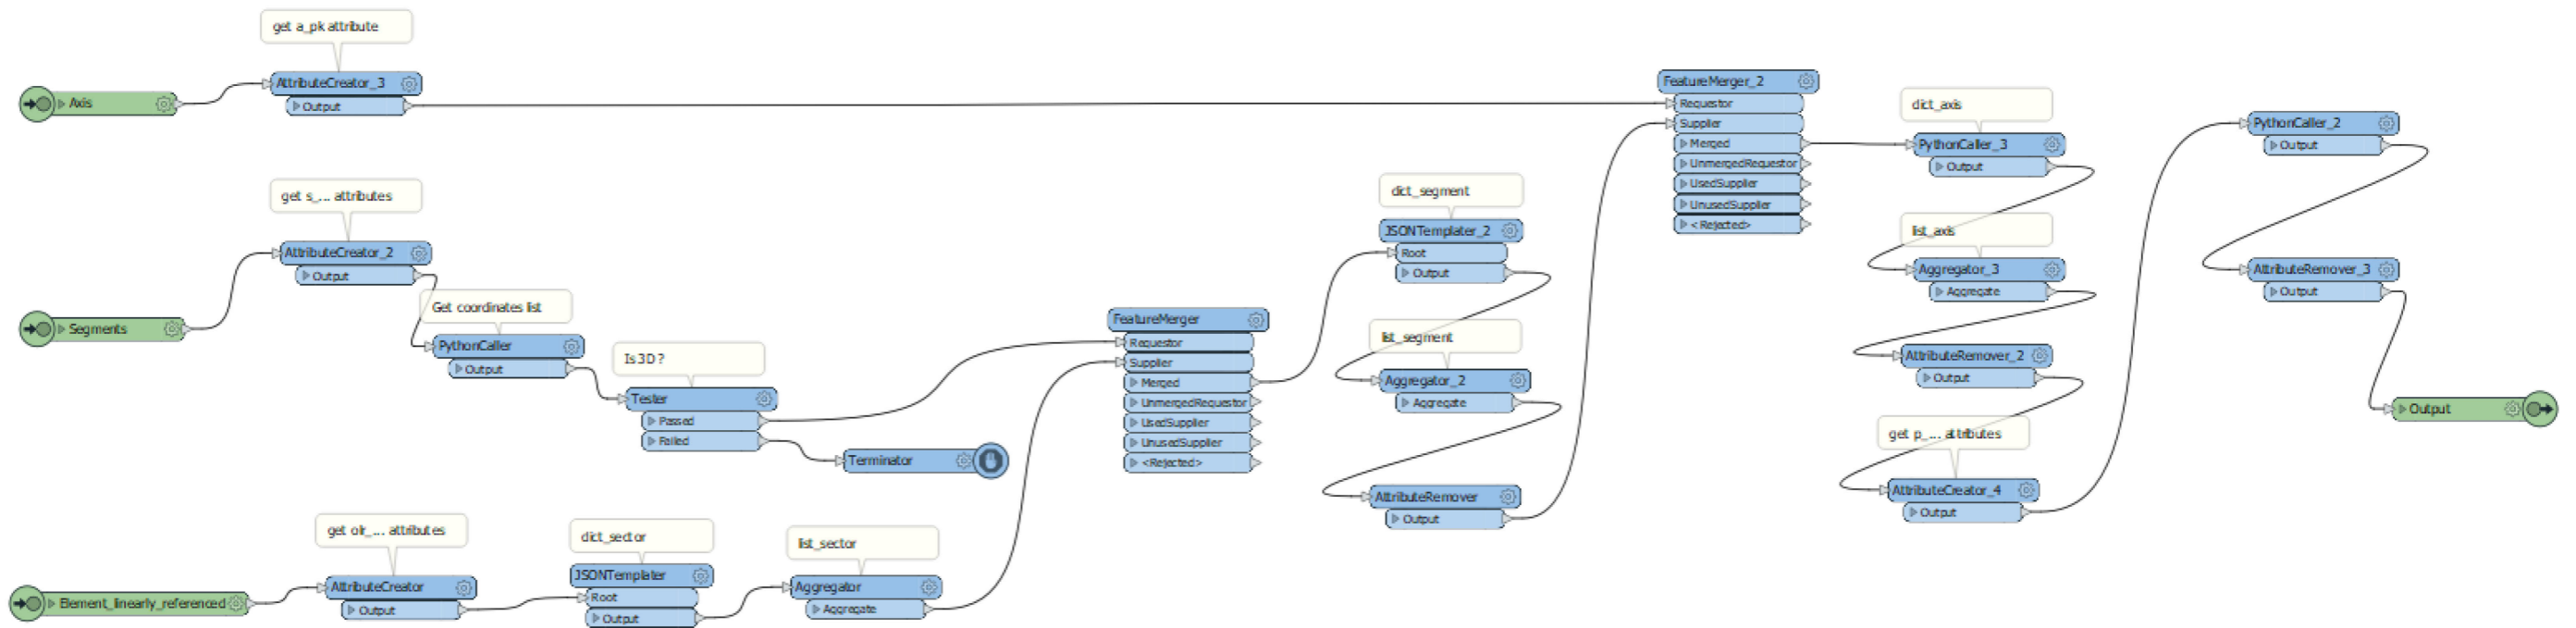 get a_pk attribute
AttributeCreator_3
Output
Axis
get s_... attributes
AttributeCreator_2
Output
Segments
Get coordinates list
PythonCaller
Output
Is 3D ?
Tester
Passed
Failed
Terminator
get olr_... attributes
AttributeCreator
Output
Element_linearly_referenced
dict_sector
JSONTemplater
Root
Output
list_sector
Aggregator
Aggregate
FeatureMerger
Requestor
Supplier
Merged
UnmergedRequestor
UsedSupplier
UnusedSupplier
<Rejected>
dict_segment
JSONTemplater_2
Root
Output
list_segment
Aggregator_2
Aggregate
AttributeRemover
Output
FeatureMerger_2
Requestor
Supplier
Merged
UnmergedRequestor
UsedSupplier
UnusedSupplier
<Rejected>
dict_axis
PythonCaller_3
Output
list_axis
Aggregator_3
Aggregate
AttributeRemover_2
Output
get p_... attributes
AttributeCreator_4
Output
PythonCaller_2
Output
AttributeRemover_3
Output
Output